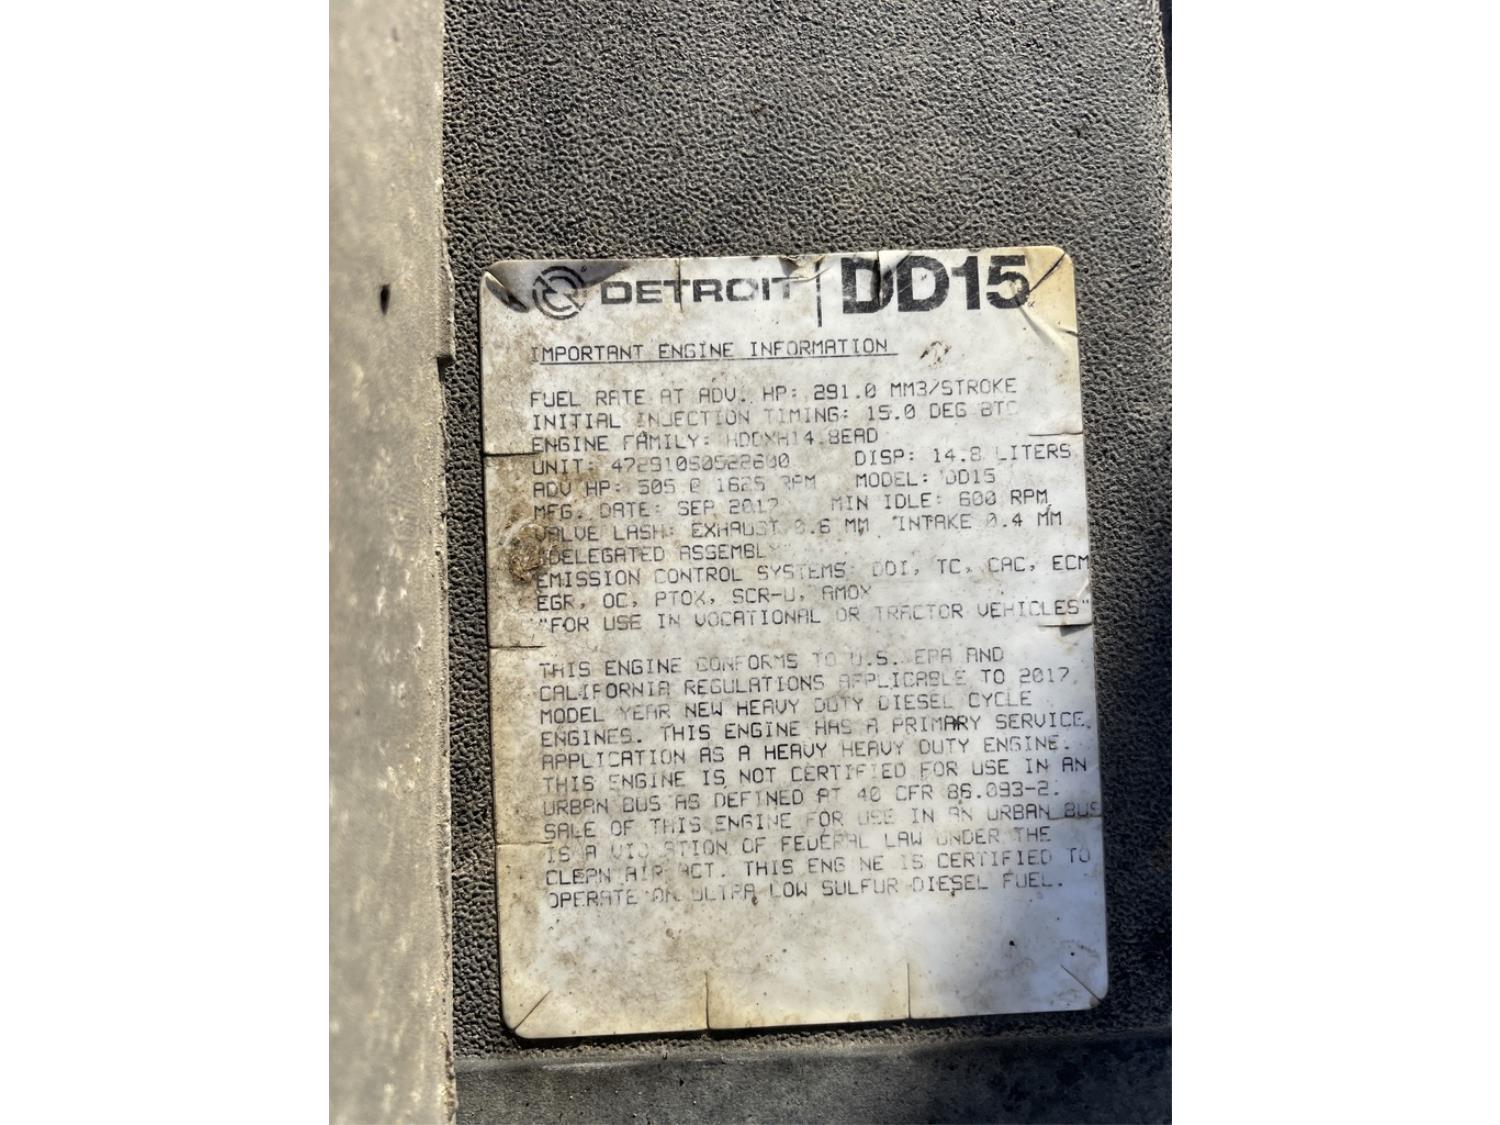 DETROIT | DD15
IMPORTANT ENGINE INFORMATION
FUEL RATE AT ADV. HP: 291.0 MM3/STROKE
INITIAL INJECTION TIMING: 15.0 DEG BTC
ENGINE FAMILY: HDDXH14.8EAD
UNIT: DISP: 14.8 LITERS
ADV HP: 505 @ 1625 RPM MODEL: DD15
MFG. DATE: SEP 2017 MIN IDLE: 600 RPM
VALVE LASH: EXHAUST 0.6 MM INTAKE 0.4 MM
"DELEGATED ASSEMBLY"
EMISSION CONTROL SYSTEMS: DDI, TC, CAC, ECM
EGR, OC, PTOX, SCR-U, AMOX
"FOR USE IN VOCATIONAL OR TRACTOR VEHICLES"
THIS ENGINE CONFORMS TO U.S. EPA AND
CALIFORNIA REGULATIONS APPLICABLE TO 2017
MODEL YEAR NEW HEAVY DUTY DIESEL CYCLE
ENGINES. THIS ENGINE HAS A PRIMARY SERVICE
APPLICATION AS A HEAVY HEAVY DUTY ENGINE.
THIS ENGINE IS NOT CERTIFIED FOR USE IN AN
URBAN BUS AS DEFINED AT 40 CFR 86.093-2.
SALE OF THIS ENGINE FOR USE IN AN URBAN BUS
IS A VIOLATION OF FEDERAL LAW UNDER THE
CLEAN AIR ACT. THIS ENGINE IS CERTIFIED TO
OPERATE ON ULTRA LOW SULFUR DIESEL FUEL.